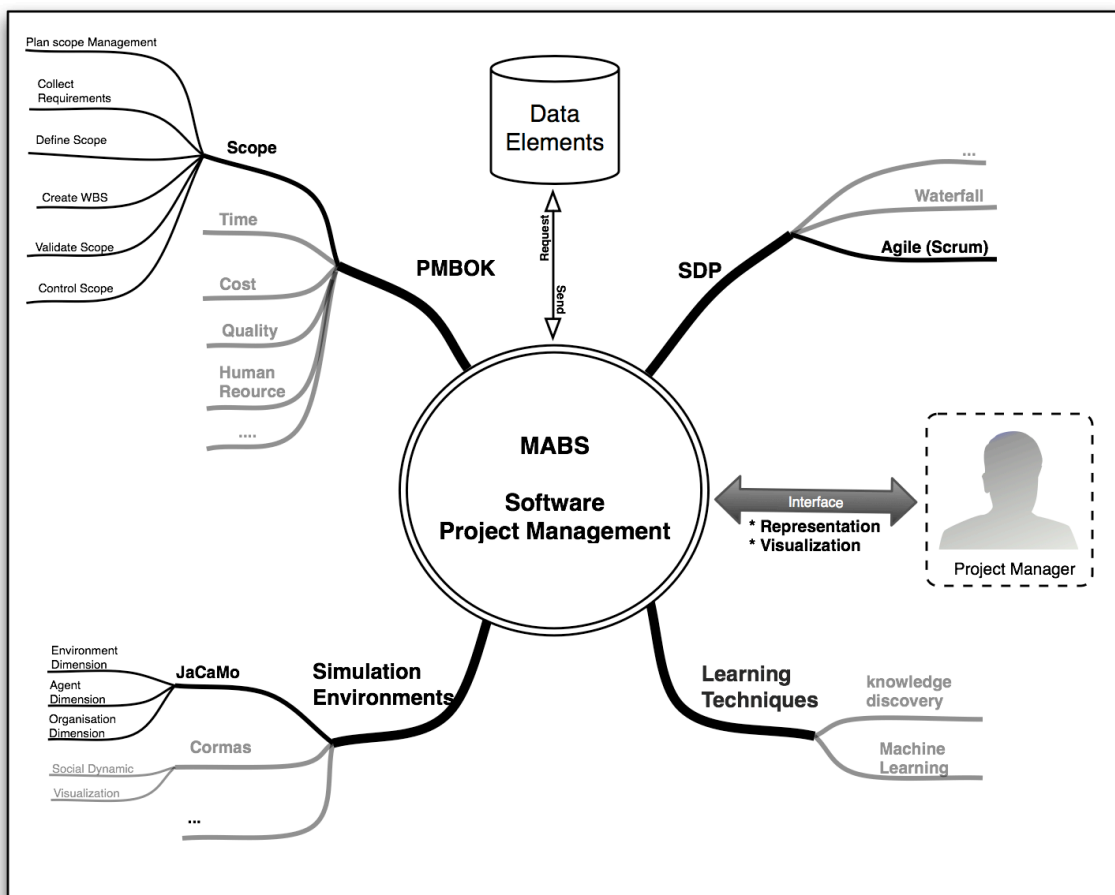 Plan scope Management
Collect
Requirements
Define Scope
Create WBS
Validate Scope
Control Scope
Scope
Time
Cost
Quality
Human
Reource
....
PMBOK
Data
Elements
Request
Send
SDP
...
Waterfall
Agile (Scrum)
MABS
Software
Project Management
Interface
* Representation
* Visualization
Project Manager
Environment
Dimension
Agent
Dimension
Organisation
Dimension
JaCaMo
Social Dynamic
Visualization
Cormas
...
Simulation
Environments
Learning
Techniques
knowledge
discovery
Machine
Learning